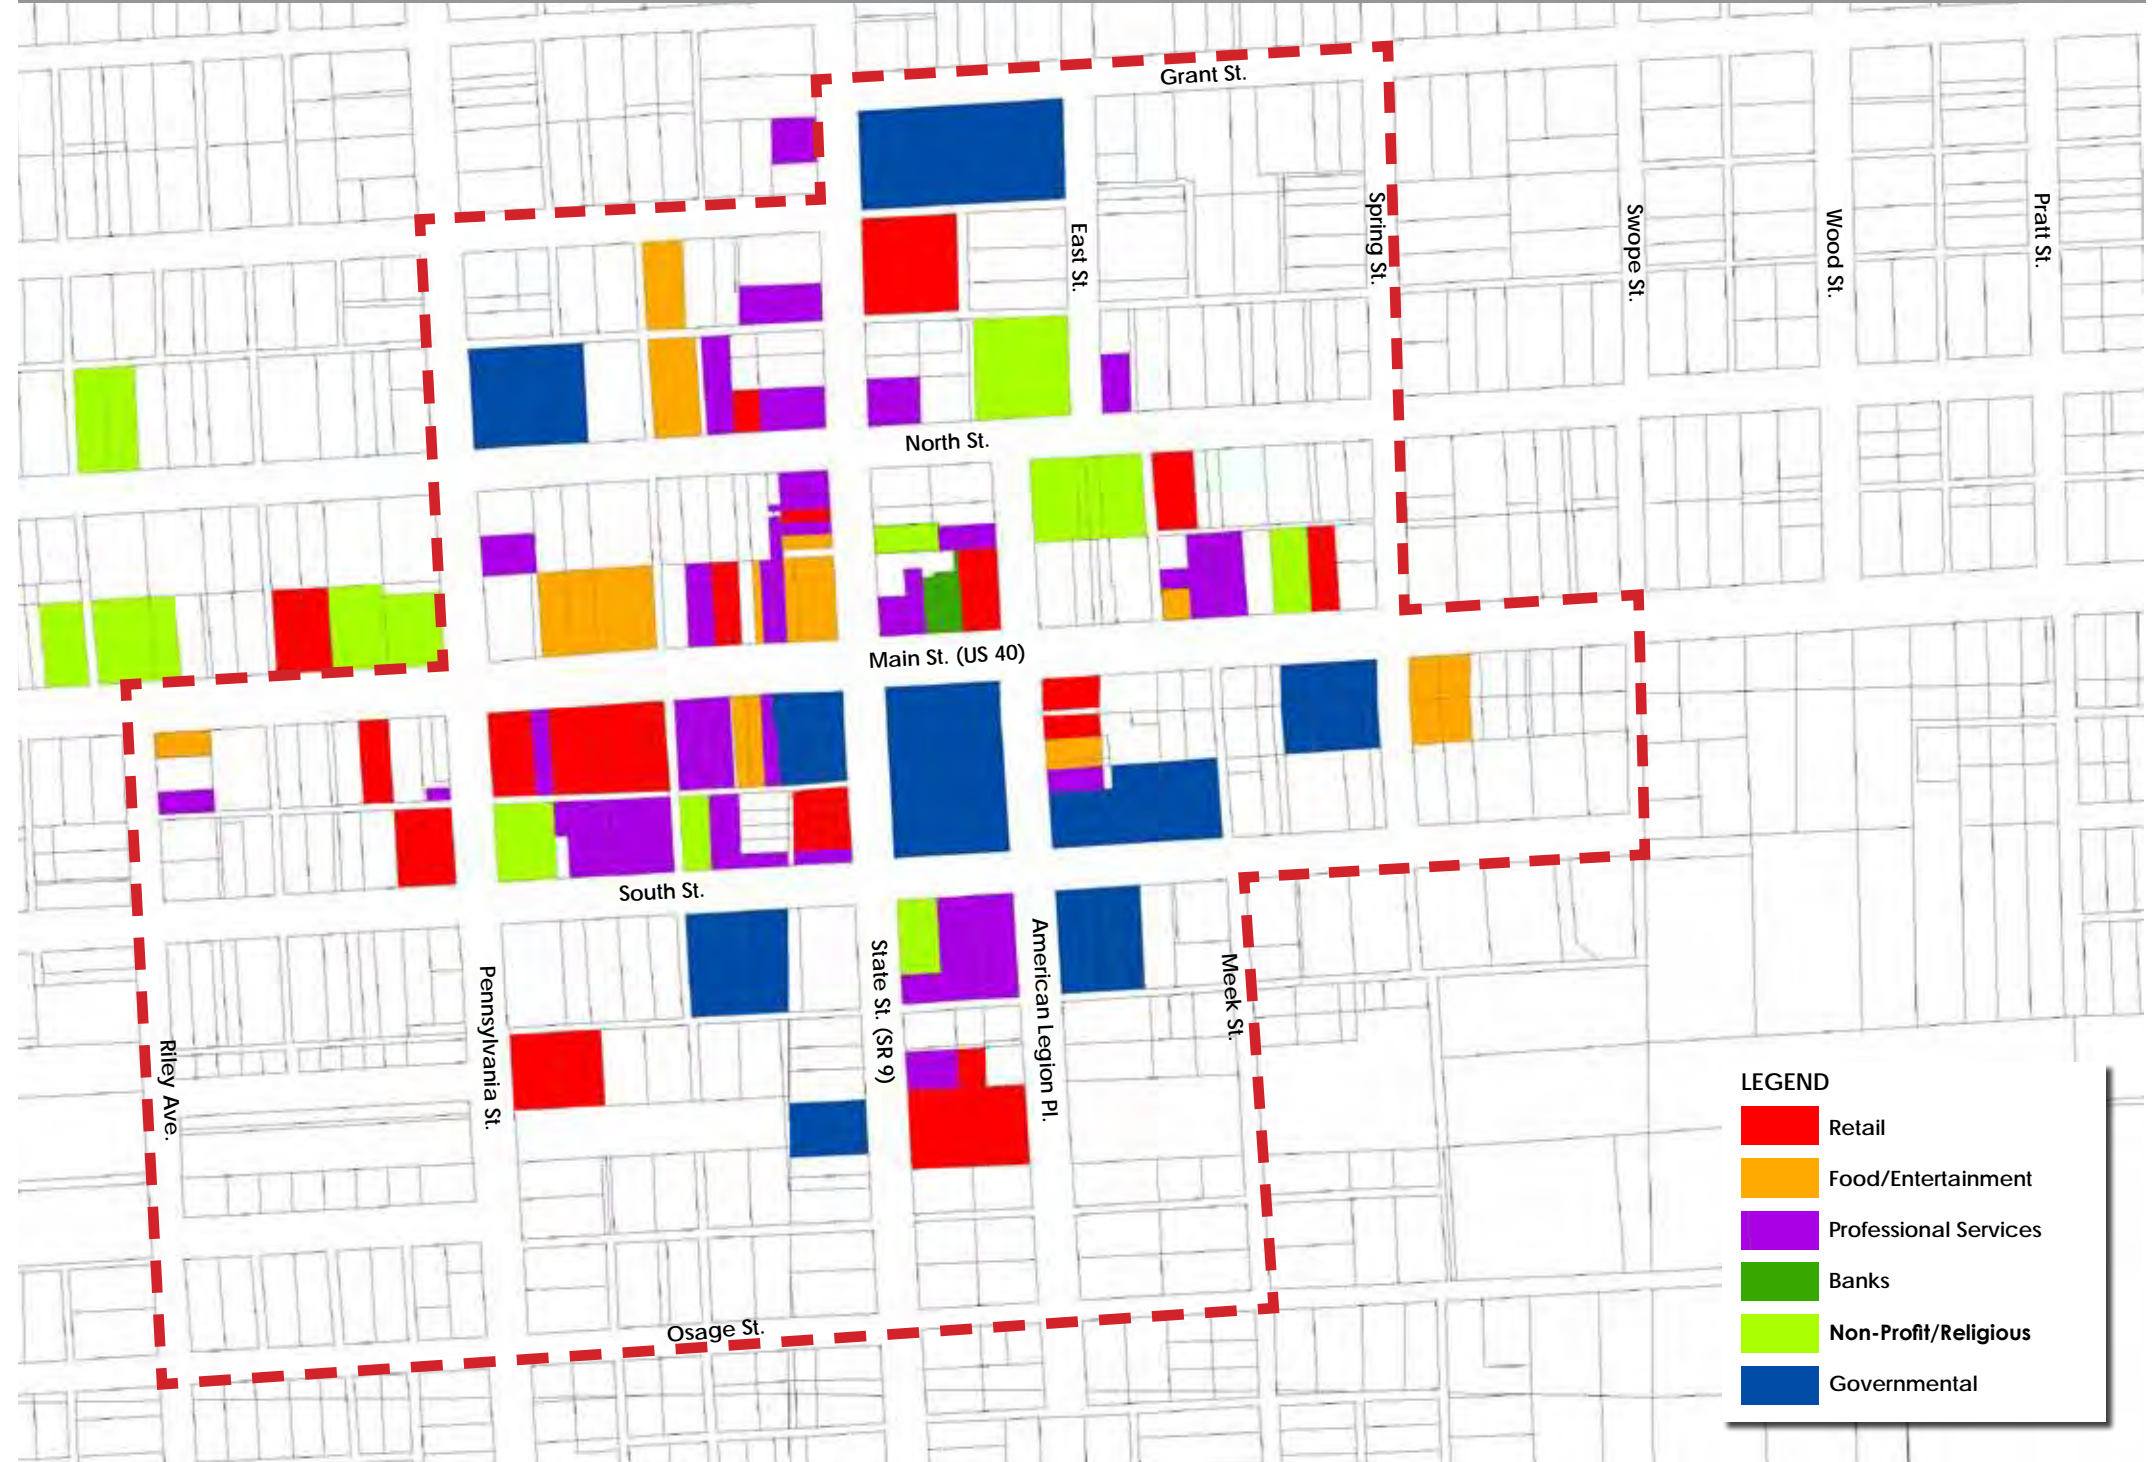 Grant St.
East St.
Spring St.
Swope St.
Wood St.
Pratt St.
North St.
Main St. (US 40)
South St.
State St. (SR 9)
American Legion Pl.
Meek St.
Pennsylvania St.
Riley Ave.
Osage St.
LEGEND
Retail
Food/Entertainment
Professional Services
Banks
Non-Profit/Religious
Governmental